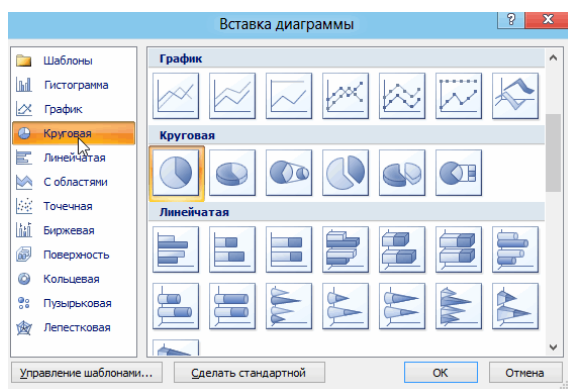 Вставка диаграммы
Шаблоны
Гистограмма
График
Круговая
Линейчатая
С областями
Точечная
Биржевая
Поверхность
Кольцевая
Пузырьковая
Лепестковая
График
Круговая
Линейчатая
Управление шаблонами...
Сделать стандартной
ОК
Отмена